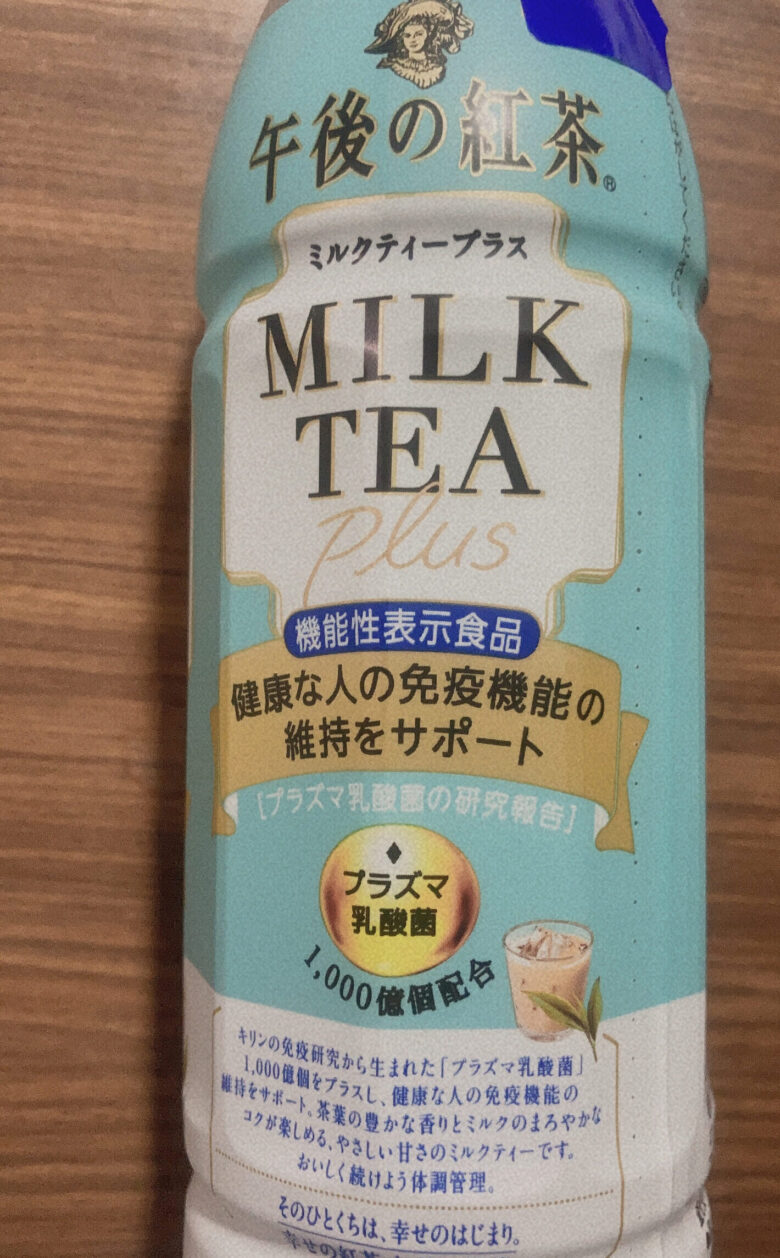 午後の紅茶®
ミルクティープラス
MILK
TEA
plus
機能性表示食品
健康な人の免疫機能の
維持をサポート
［プラズマ乳酸菌の研究報告］
プラズマ
乳酸菌
1,000億個配合
キリンの免疫研究から生まれた「プラズマ乳酸菌」
1,000億個をプラスし、健康な人の免疫機能の
維持をサポート。茶葉の豊かな香りとミルクのまろやかな
コクが楽しめる、やさしい甘さのミルクティーです。
おいしく続けよう体調管理。
そのひとくちは、幸せのはじまり。
幸せの紅茶